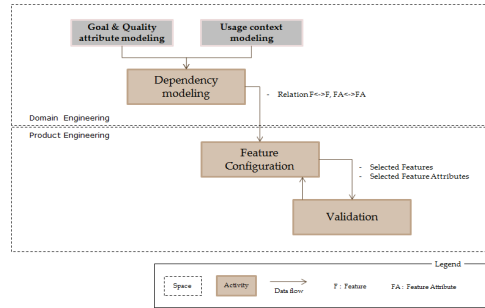 Goal & Quality
attribute modeling
Usage context
modeling
Dependency
modeling
- Relation F<->F, FA<->FA
Domain Engineering
Product Engineering
Feature
Configuration
- Selected Features
- Selected Feature Attributes
Validation
Legend
Space
Activity
Data flow
F : Feature
FA : Feature Attribute